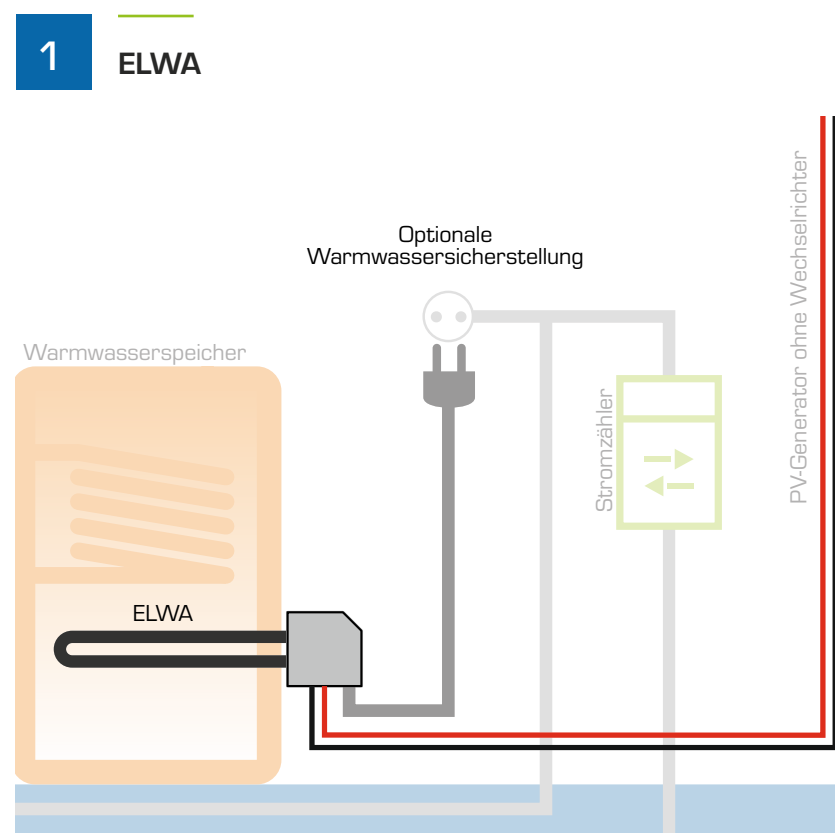 1
ELWA
Optionale
Warmwassersicherstellung
Warmwasserspeicher
Stromzähler
PV-Generator ohne Wechselrichter
ELWA